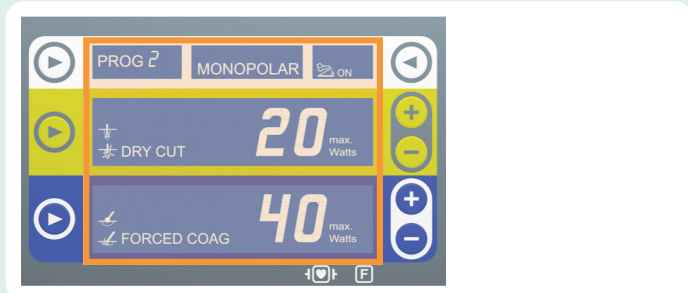 PROG 2 MONOPOLAR ON
20 max. Watts
DRY CUT
40 max. Watts
FORCED COAG
F